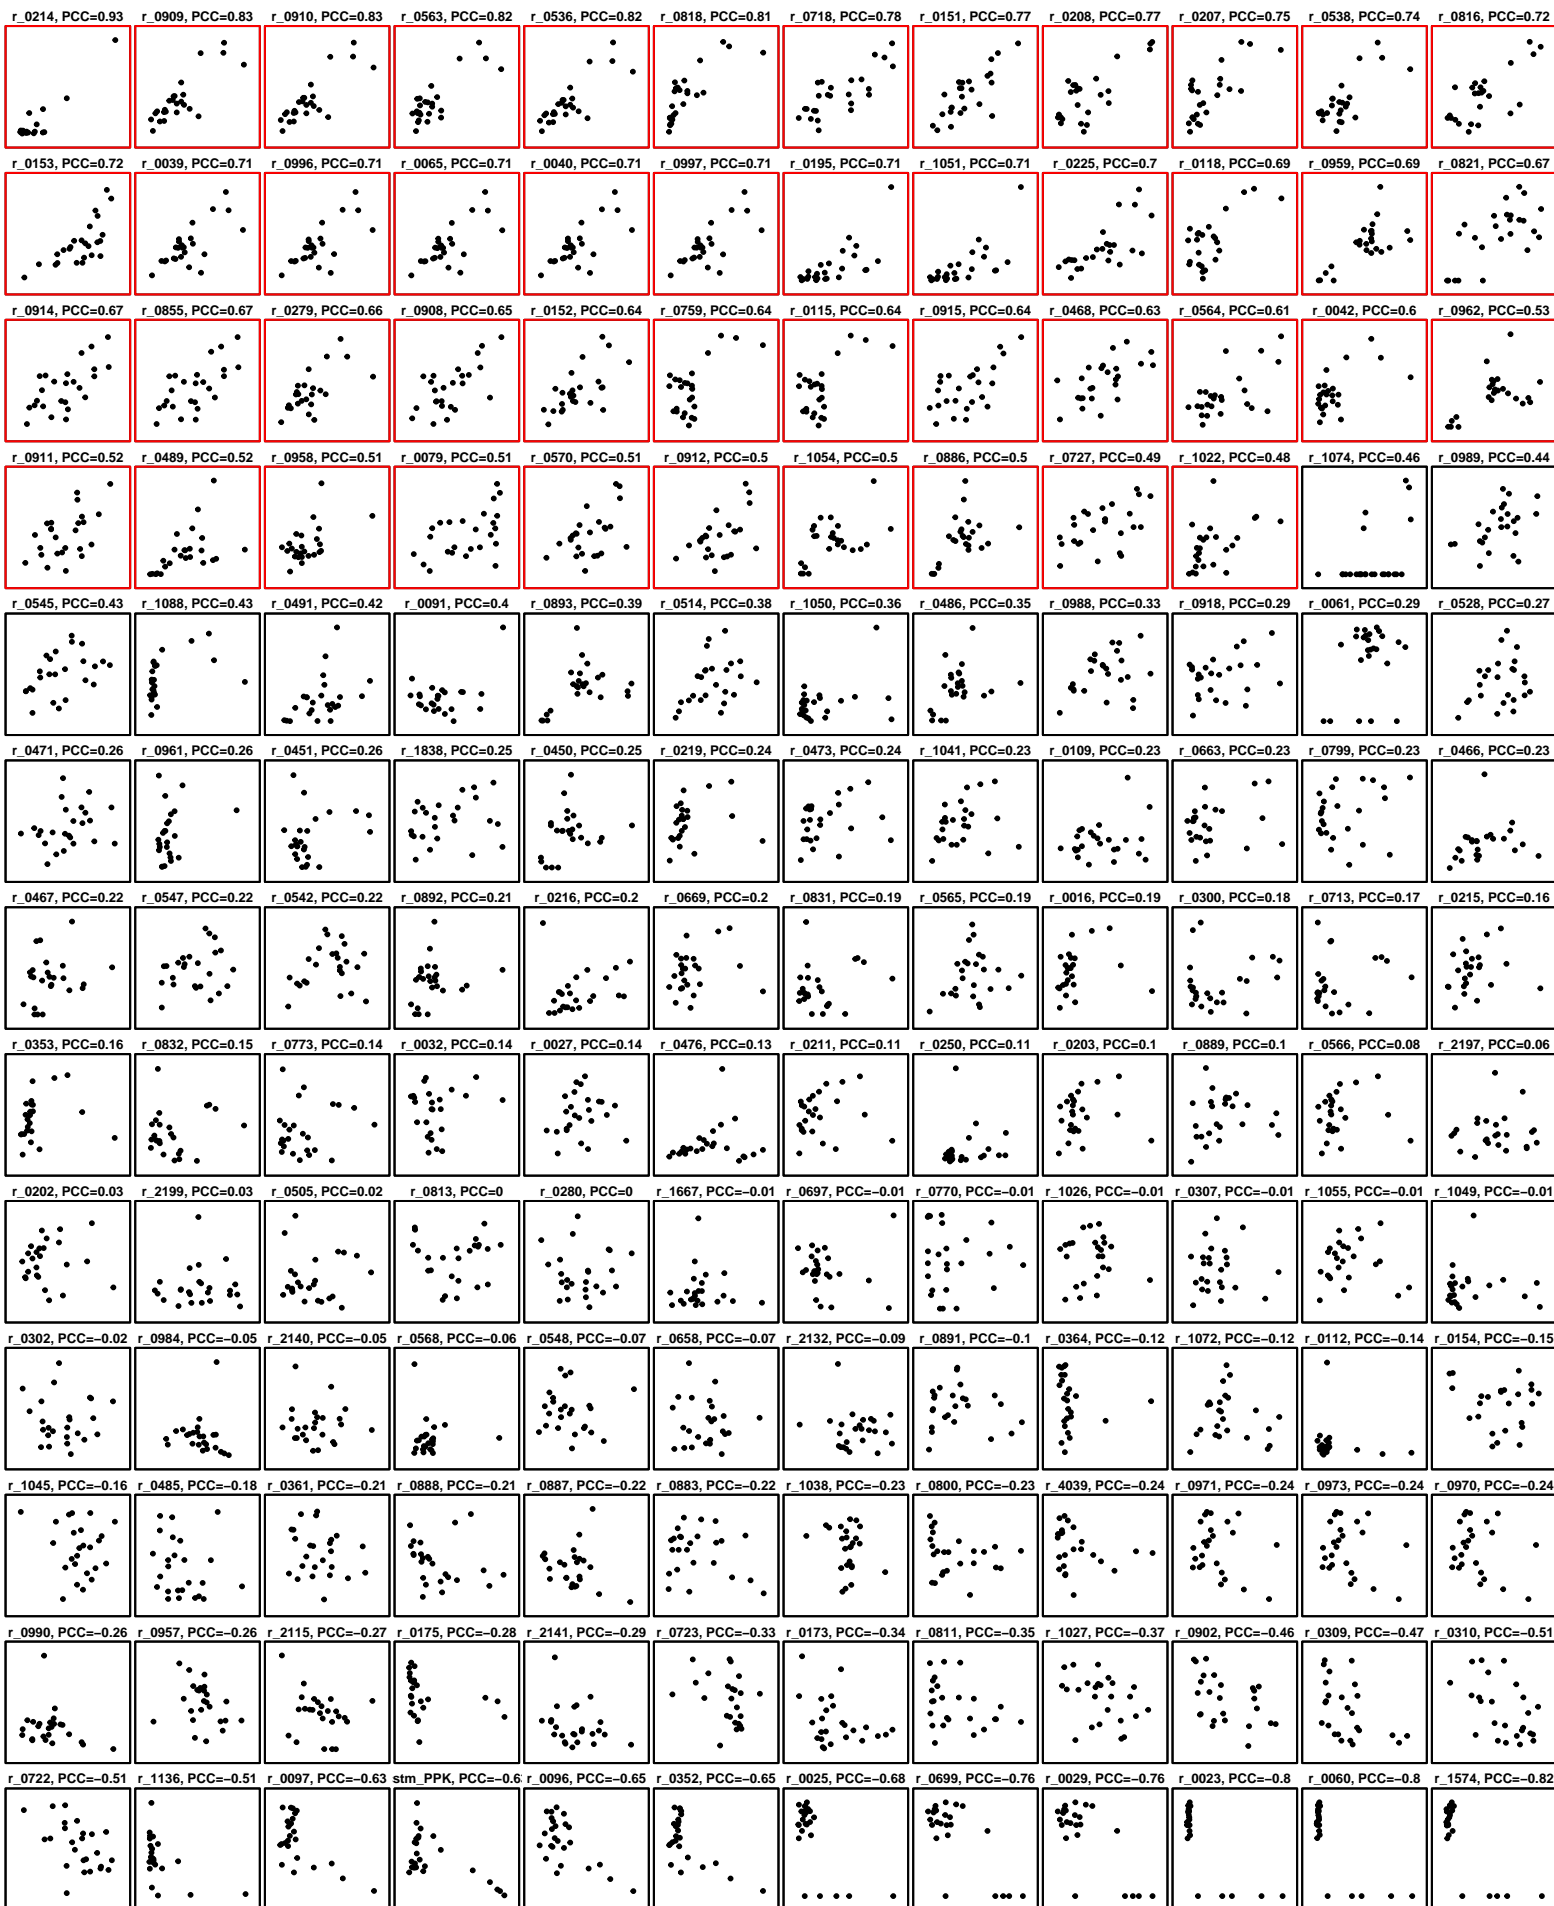 r_0214, PCC=0.93 r_0909, PCC=0.83 r_0910, PCC=0.83 r_0563, PCC=0.82 r_0536, PCC=0.82 r_0818, PCC=0.81 r_0718, PCC=0.78 r_0151, PCC=0.77 r_0208, PCC=0.77 r_0207, PCC=0.75 r_0538, PCC=0.74 r_0816, PCC=0.72
r_0153, PCC=0.72 r_0039, PCC=0.71 r_0996, PCC=0.71 r_0065, PCC=0.71 r_0040, PCC=0.71 r_0997, PCC=0.71 r_0195, PCC=0.71 r_1051, PCC=0.71 r_0225, PCC=0.7 r_0118, PCC=0.69 r_0959, PCC=0.69 r_0821, PCC=0.67
r_0914, PCC=0.67 r_0855, PCC=0.67 r_0279, PCC=0.66 r_0908, PCC=0.65 r_0152, PCC=0.64 r_0759, PCC=0.64 r_0115, PCC=0.64 r_0915, PCC=0.64 r_0468, PCC=0.63 r_0564, PCC=0.61 r_0042, PCC=0.6 r_0962, PCC=0.53
r_0911, PCC=0.52 r_0489, PCC=0.52 r_0958, PCC=0.51 r_0079, PCC=0.51 r_0570, PCC=0.51 r_0912, PCC=0.5 r_1054, PCC=0.5 r_0886, PCC=0.5 r_0727, PCC=0.49 r_1022, PCC=0.48 r_1074, PCC=0.46 r_0989, PCC=0.44
r_0545, PCC=0.43 r_1088, PCC=0.43 r_0491, PCC=0.42 r_0091, PCC=0.4 r_0893, PCC=0.39 r_0514, PCC=0.38 r_1050, PCC=0.36 r_0486, PCC=0.35 r_0988, PCC=0.33 r_0918, PCC=0.29 r_0061, PCC=0.29 r_0528, PCC=0.27
r_0471, PCC=0.26 r_0961, PCC=0.26 r_0451, PCC=0.26 r_1838, PCC=0.25 r_0450, PCC=0.25 r_0219, PCC=0.24 r_0473, PCC=0.24 r_1041, PCC=0.23 r_0109, PCC=0.23 r_0663, PCC=0.23 r_0799, PCC=0.23 r_0466, PCC=0.23
r_0467, PCC=0.22 r_0547, PCC=0.22 r_0542, PCC=0.22 r_0892, PCC=0.21 r_0216, PCC=0.2 r_0669, PCC=0.2 r_0831, PCC=0.19 r_0565, PCC=0.19 r_0016, PCC=0.19 r_0300, PCC=0.18 r_0713, PCC=0.17 r_0215, PCC=0.16
r_0353, PCC=0.16 r_0832, PCC=0.15 r_0773, PCC=0.14 r_0032, PCC=0.14 r_0027, PCC=0.14 r_0476, PCC=0.13 r_0211, PCC=0.11 r_0250, PCC=0.11 r_0203, PCC=0.1 r_0889, PCC=0.1 r_0566, PCC=0.08 r_2197, PCC=0.06
r_0202, PCC=0.03 r_2199, PCC=0.03 r_0505, PCC=0.02 r_0813, PCC=0 r_0280, PCC=0 r_1667, PCC=−0.01 r_0697, PCC=−0.01 r_0770, PCC=−0.01 r_1026, PCC=−0.01 r_0307, PCC=−0.01 r_1055, PCC=−0.01 r_1049, PCC=−0.01
r_0302, PCC=−0.02 r_0984, PCC=−0.05 r_2140, PCC=−0.05 r_0568, PCC=−0.06 r_0548, PCC=−0.07 r_0658, PCC=−0.07 r_2132, PCC=−0.09 r_0891, PCC=−0.1 r_0364, PCC=−0.12 r_1072, PCC=−0.12 r_0112, PCC=−0.14 r_0154, PCC=−0.15
r_1045, PCC=−0.16 r_0485, PCC=−0.18 r_0361, PCC=−0.21 r_0888, PCC=−0.21 r_0887, PCC=−0.22 r_0883, PCC=−0.22 r_1038, PCC=−0.23 r_0800, PCC=−0.23 r_4039, PCC=−0.24 r_0971, PCC=−0.24 r_0973, PCC=−0.24 r_0970, PCC=−0.24
r_0990, PCC=−0.26 r_0957, PCC=−0.26 r_2115, PCC=−0.27 r_0175, PCC=−0.28 r_2141, PCC=−0.29 r_0723, PCC=−0.33 r_0173, PCC=−0.34 r_0811, PCC=−0.35 r_1027, PCC=−0.37 r_0902, PCC=−0.46 r_0309, PCC=−0.47 r_0310, PCC=−0.51
r_0722, PCC=−0.51 r_1136, PCC=−0.51 r_0097, PCC=−0.63 stm_PPK, r_0096, PCC=−0.65 r_0352, PCC=−0.65 r_0025, PCC=−0.68 r_0699, PCC=−0.76 r_0029, PCC=−0.76 r_0023, PCC=−0.8 r_0060, PCC=−0.8 r_1574, PCC=−0.82